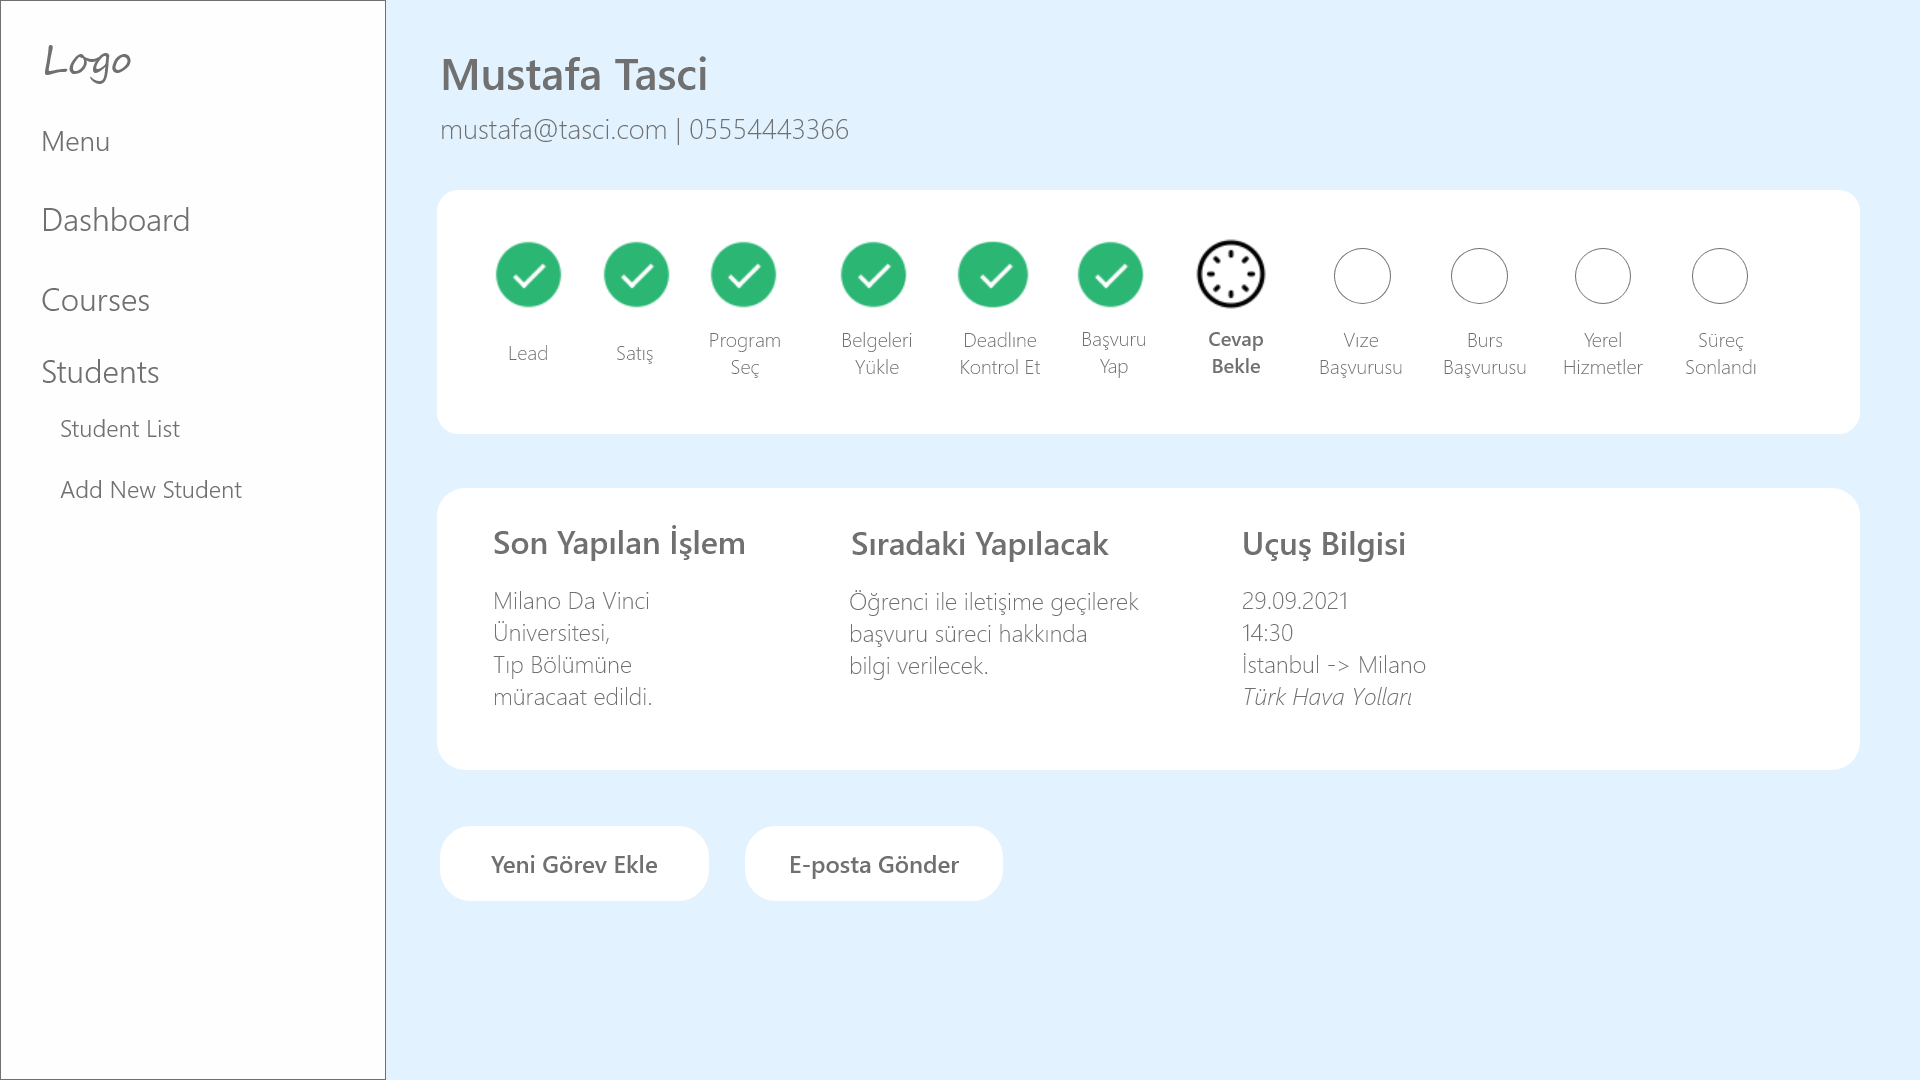 Logo
Menu
Dashboard
Courses
Students
Student List
Add New Student
Mustafa Tasci
mustafa@tasci.com | 05554443366
Lead
Satış
Program
Seç
Belgeleri
Yükle
Deadlıne
Kontrol Et
Başvuru
Yap
Cevap
Bekle
Vıze
Başvurusu
Burs
Başvurusu
Yerel
Hizmetler
Süreç
Sonlandı
Son Yapılan İşlem
Milano Da Vinci
Üniversitesi,
Tıp Bölümüne
müracaat edildi.
Sıradaki Yapılacak
Öğrenci ile iletişime geçilerek
başvuru süreci hakkında
bilgi verilecek.
Uçuş Bilgisi
29.09.2021
14:30
İstanbul -> Milano
Türk Hava Yolları
Yeni Görev Ekle
E-posta Gönder